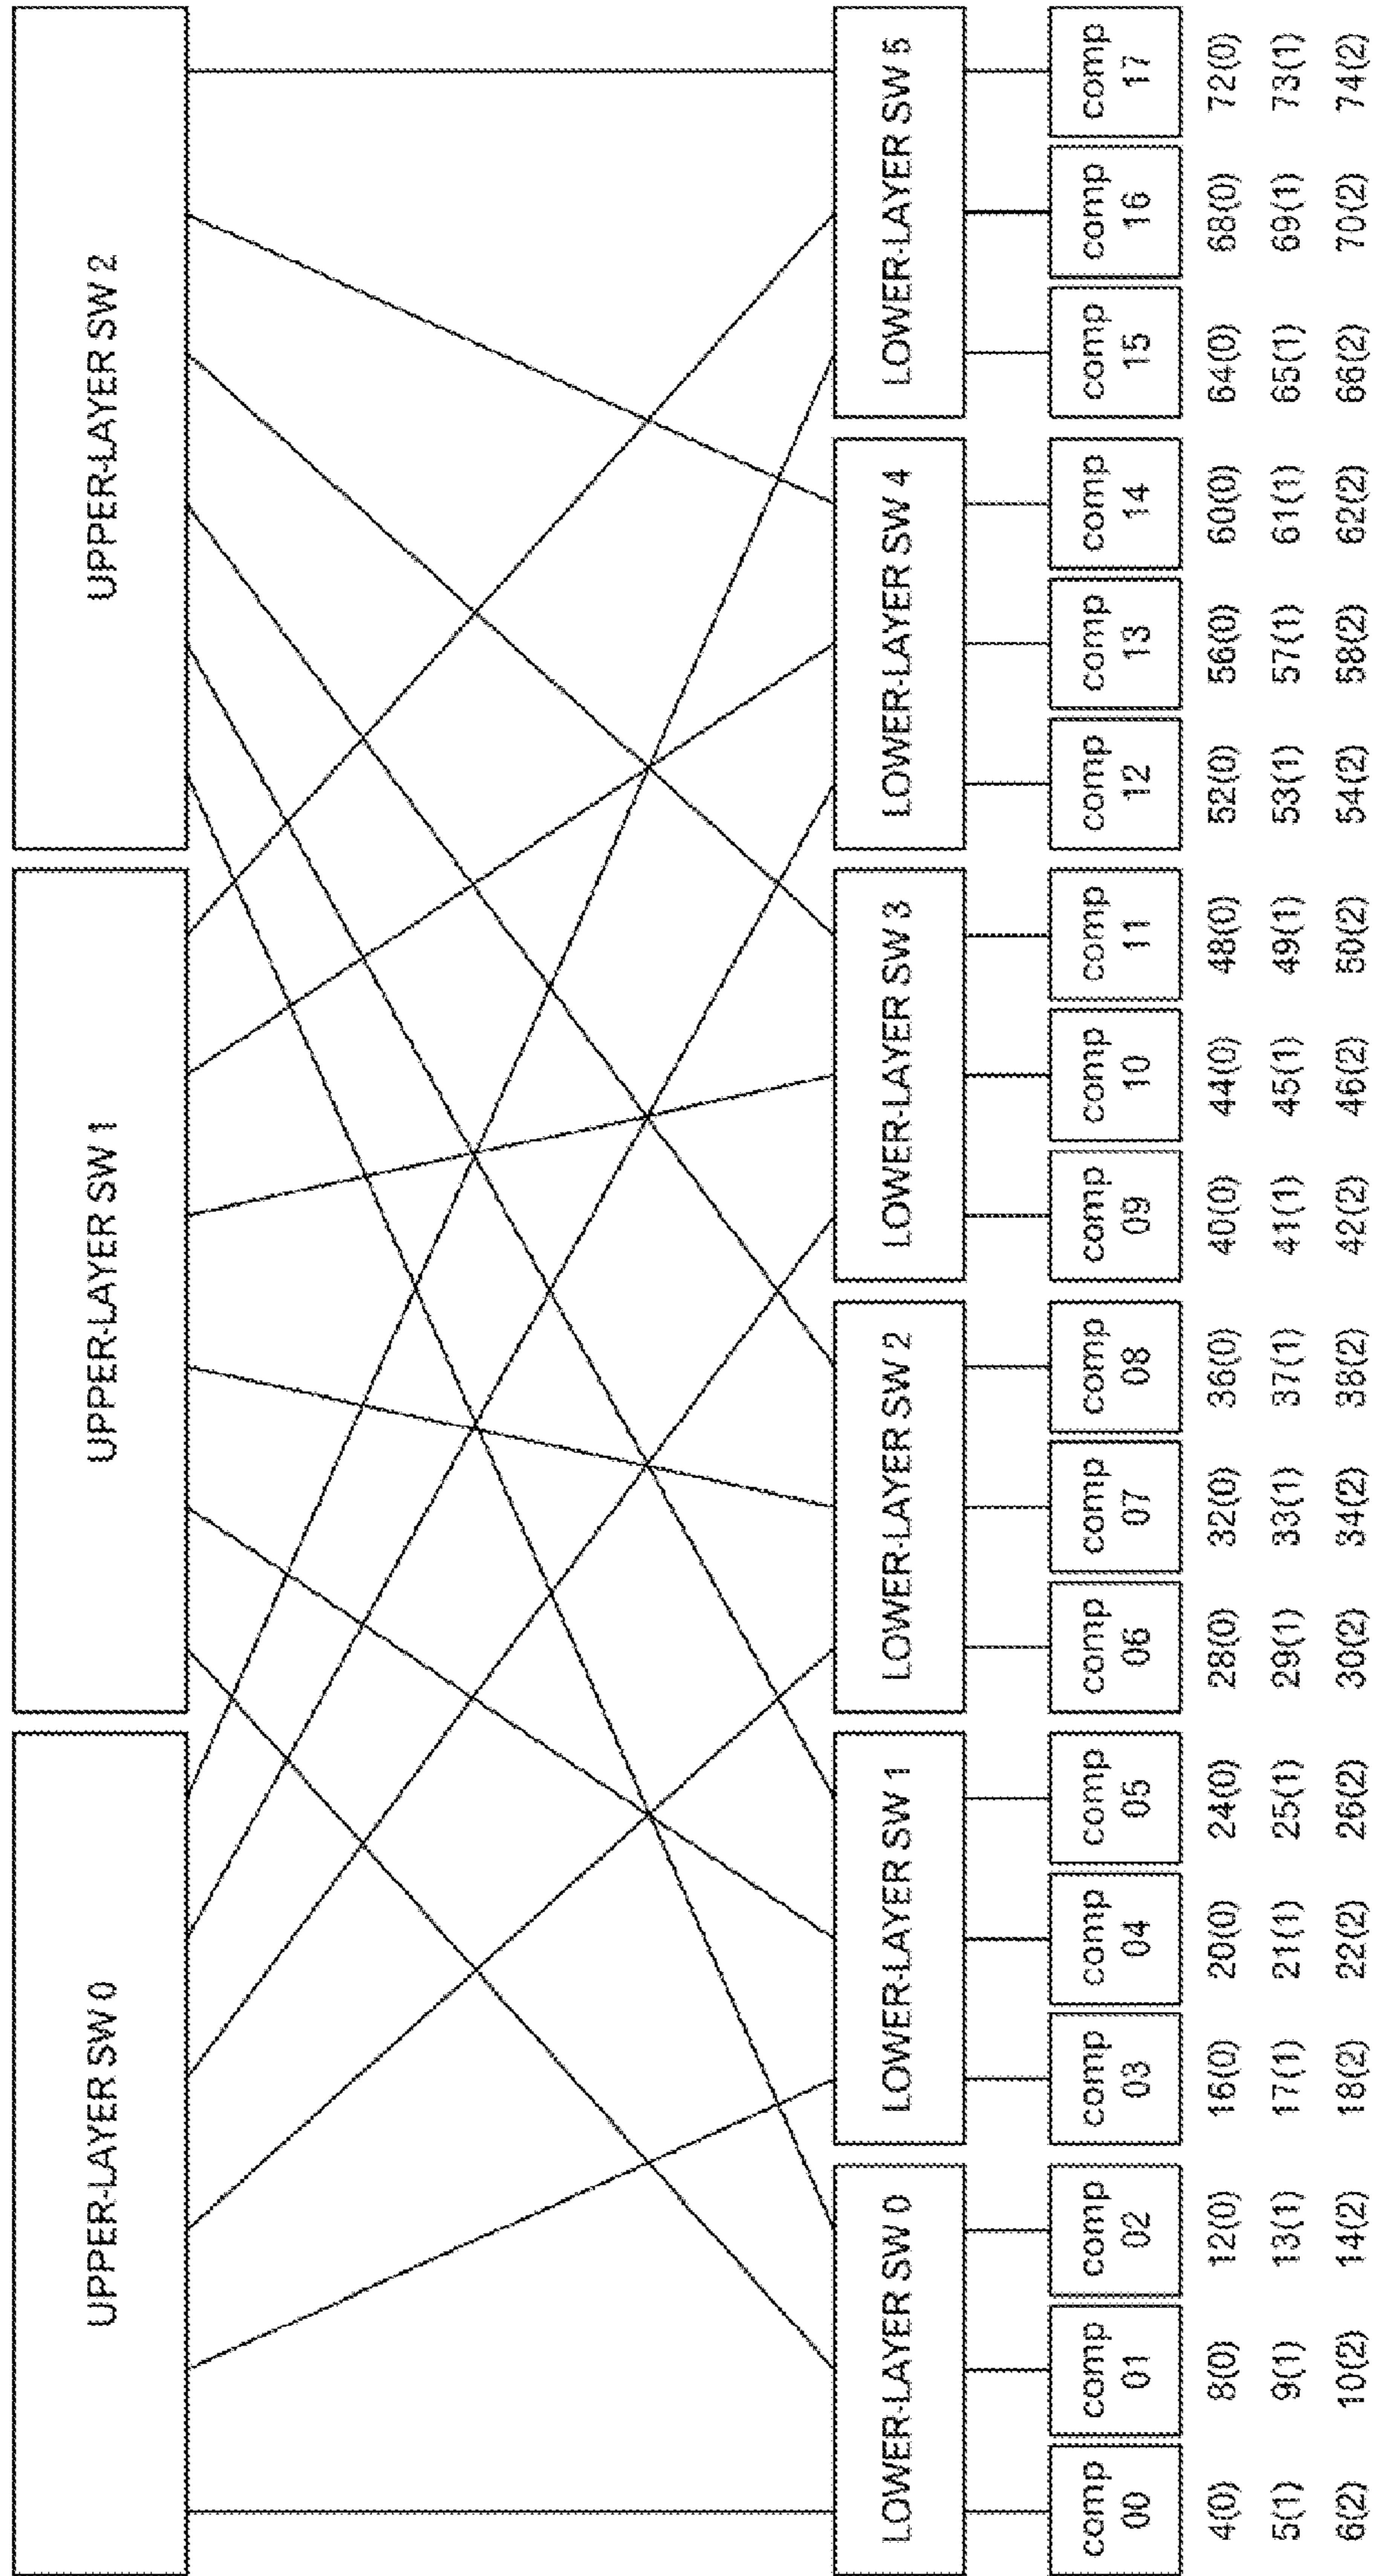 UPPER-LAYER SW 0
UPPER-LAYER SW 1
UPPER-LAYER SW 2
LOWER-LAYER SW 0
LOWER-LAYER SW 1
LOWER-LAYER SW 2
LOWER-LAYER SW 3
LOWER-LAYER SW 4
LOWER-LAYER SW 5
comp
00
comp
01
comp
02
comp
03
comp
04
comp
05
comp
06
comp
07
comp
08
comp
09
comp
10
comp
11
comp
12
comp
13
comp
14
comp
15
comp
16
comp
17
4(0) 8(0) 12(0) 16(0) 20(0) 24(0) 28(0) 32(0) 36(0) 40(0) 44(0) 48(0) 52(0) 56(0) 60(0) 64(0) 68(0) 72(0)
5(1) 9(1) 13(1) 17(1) 21(1) 25(1) 29(1) 33(1) 37(1) 41(1) 45(1) 49(1) 53(1) 57(1) 61(1) 65(1) 69(1) 73(1)
6(2) 10(2) 14(2) 18(2) 22(2) 26(2) 30(2) 34(2) 38(2) 42(2) 46(2) 50(2) 54(2) 58(2) 62(2) 66(2) 70(2) 74(2)